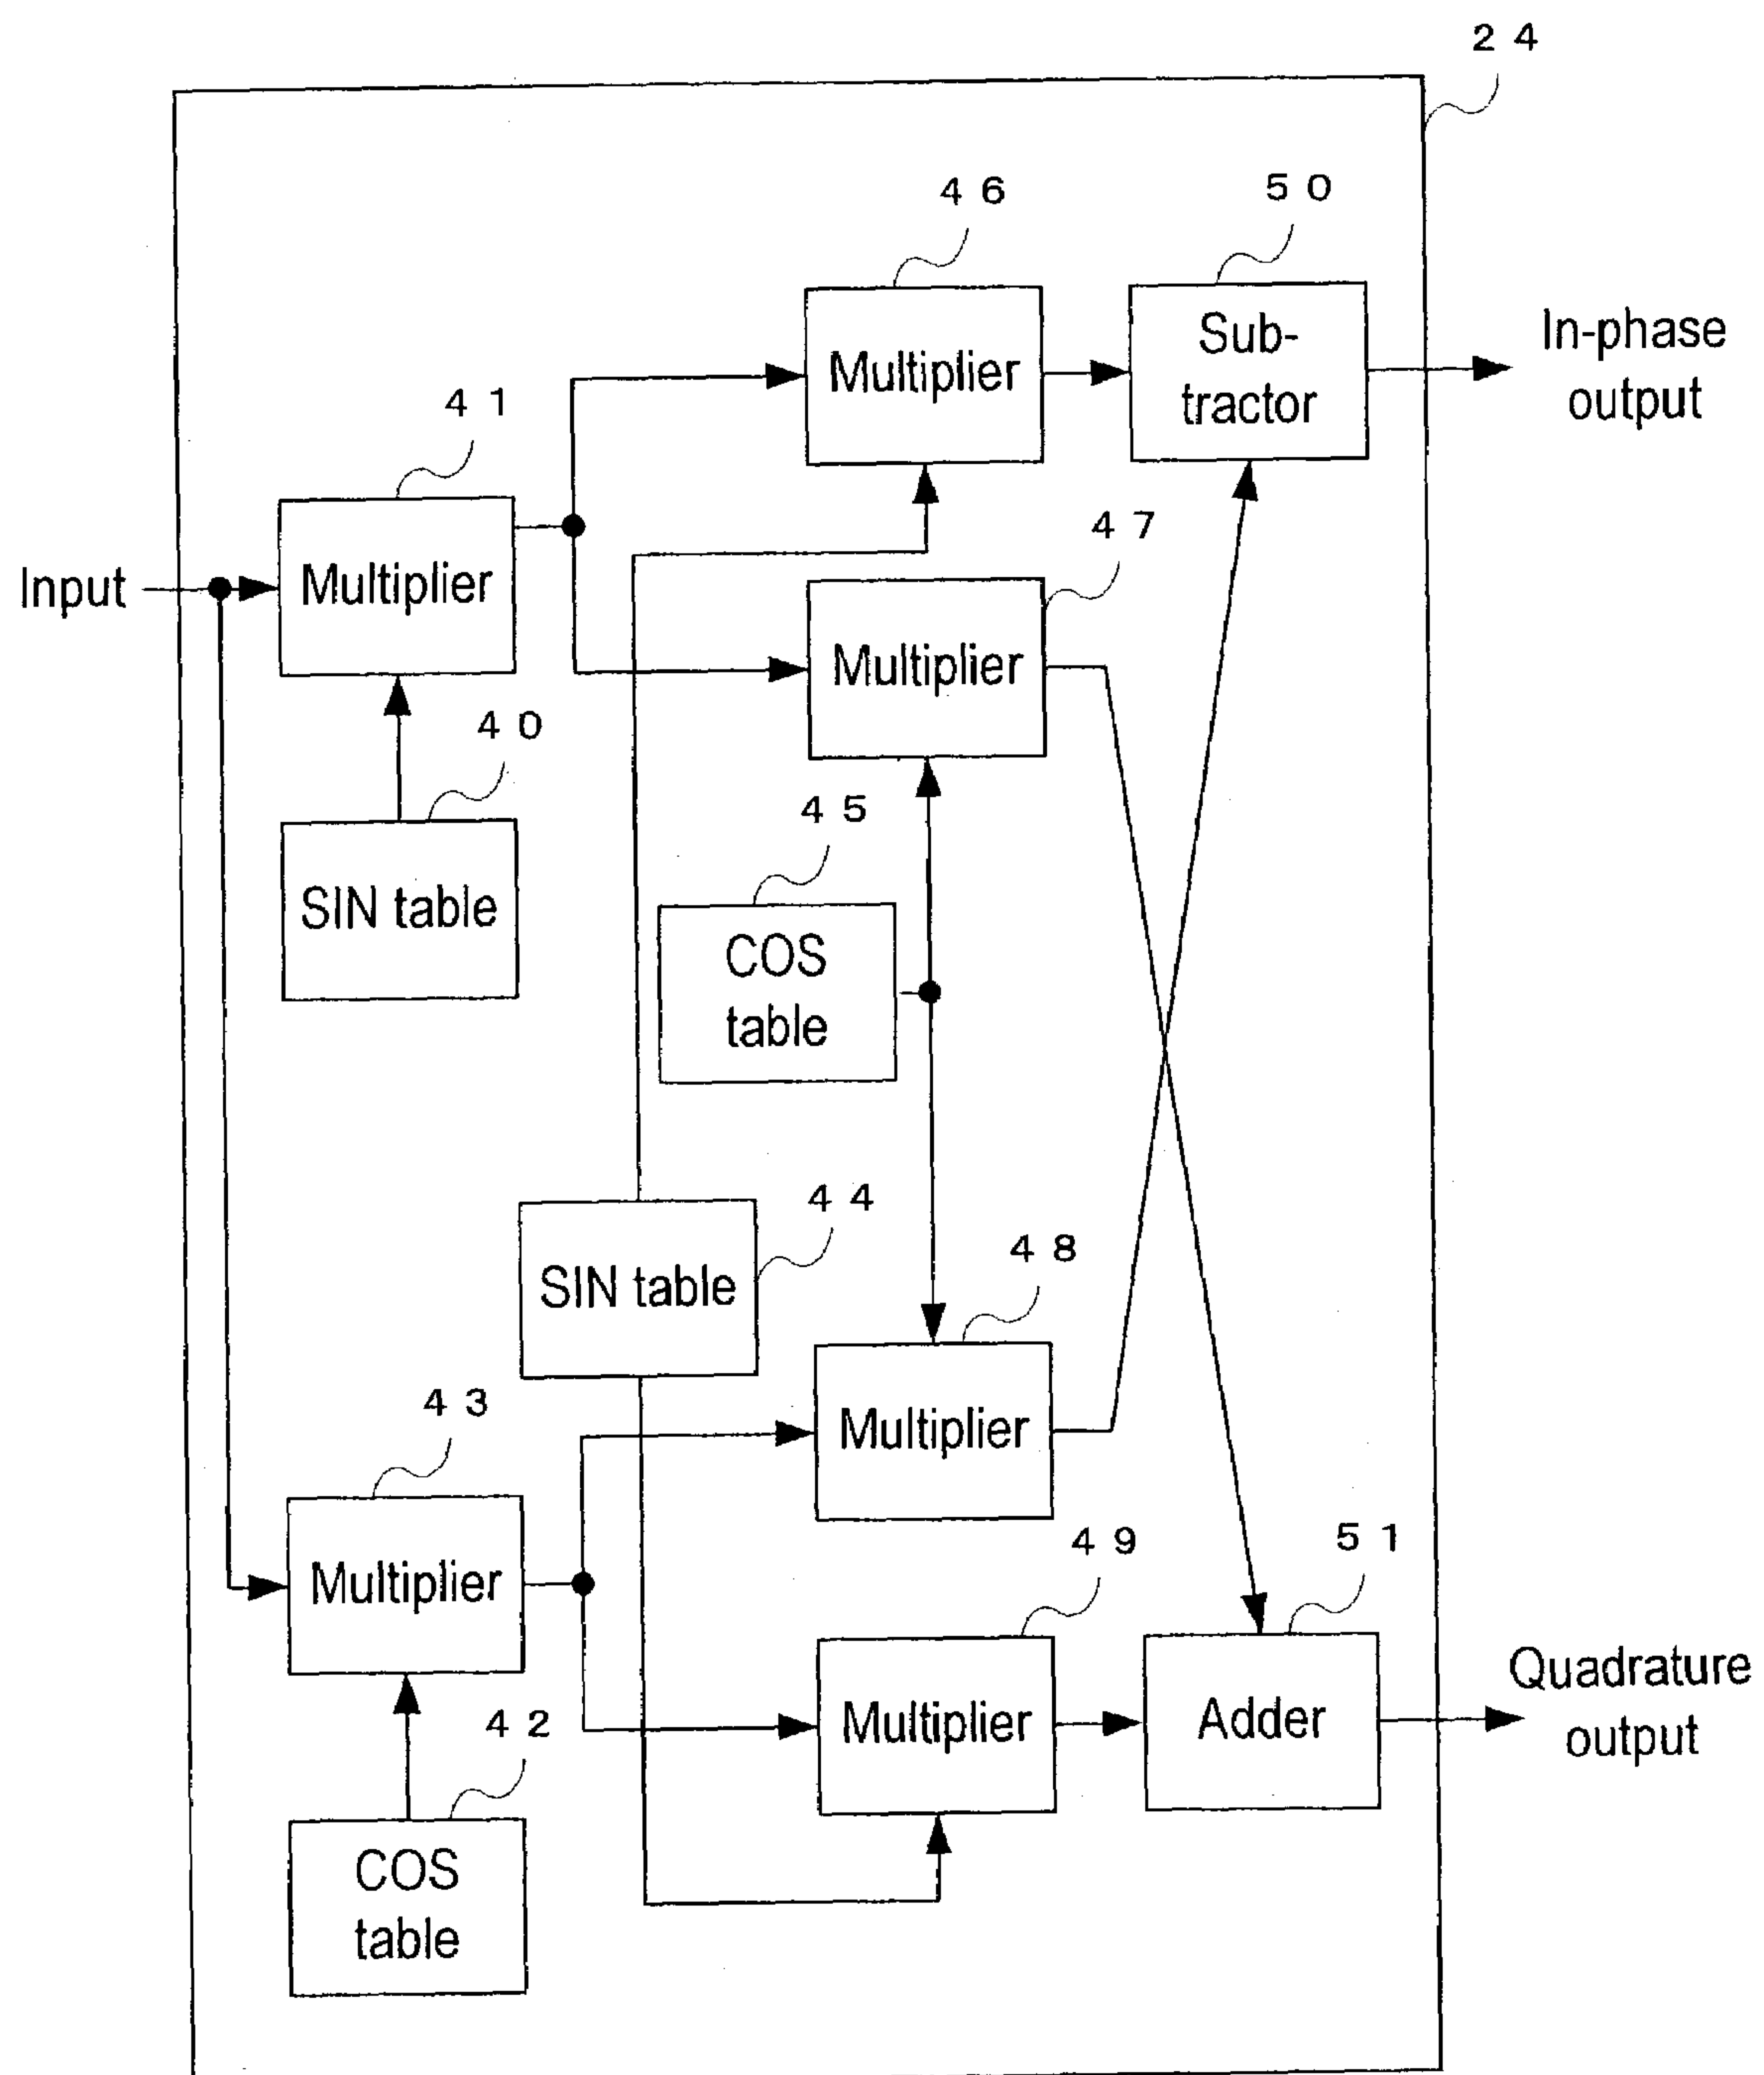 24
46
50
Multiplier
Sub-
tractor
In-phase
output
41
47
Input
Multiplier
Multiplier
40
45
SIN table
COS
table
44
48
SIN table
43
Multiplier
49
51
Multiplier
Multiplier
Adder
Quadrature
output
42
COS
table